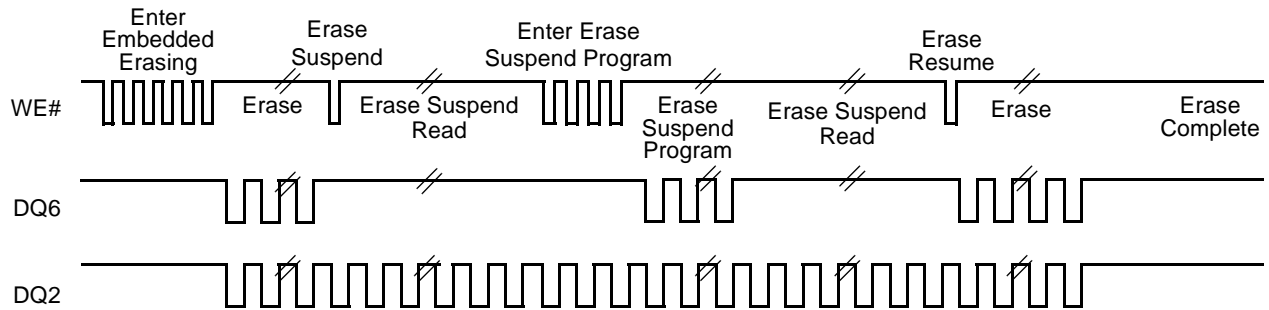 Enter
Embedded
Erasing
Erase
Suspend
Enter Erase
Suspend Program
Erase
Resume
WE#
Erase
Erase Suspend
Read
Erase
Suspend
Program
Erase Suspend
Read
Erase
Erase
Complete
DQ6
DQ2